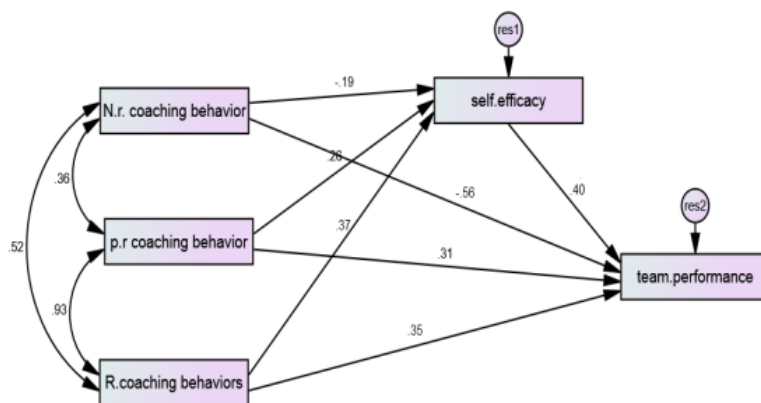 res1
N.r. coaching behavior
-.19
self.efficacy
.26
.36
-.56
.40
res2
.52
.37
p.r coaching behavior
.31
team.performance
.93
.35
R.coaching behaviors